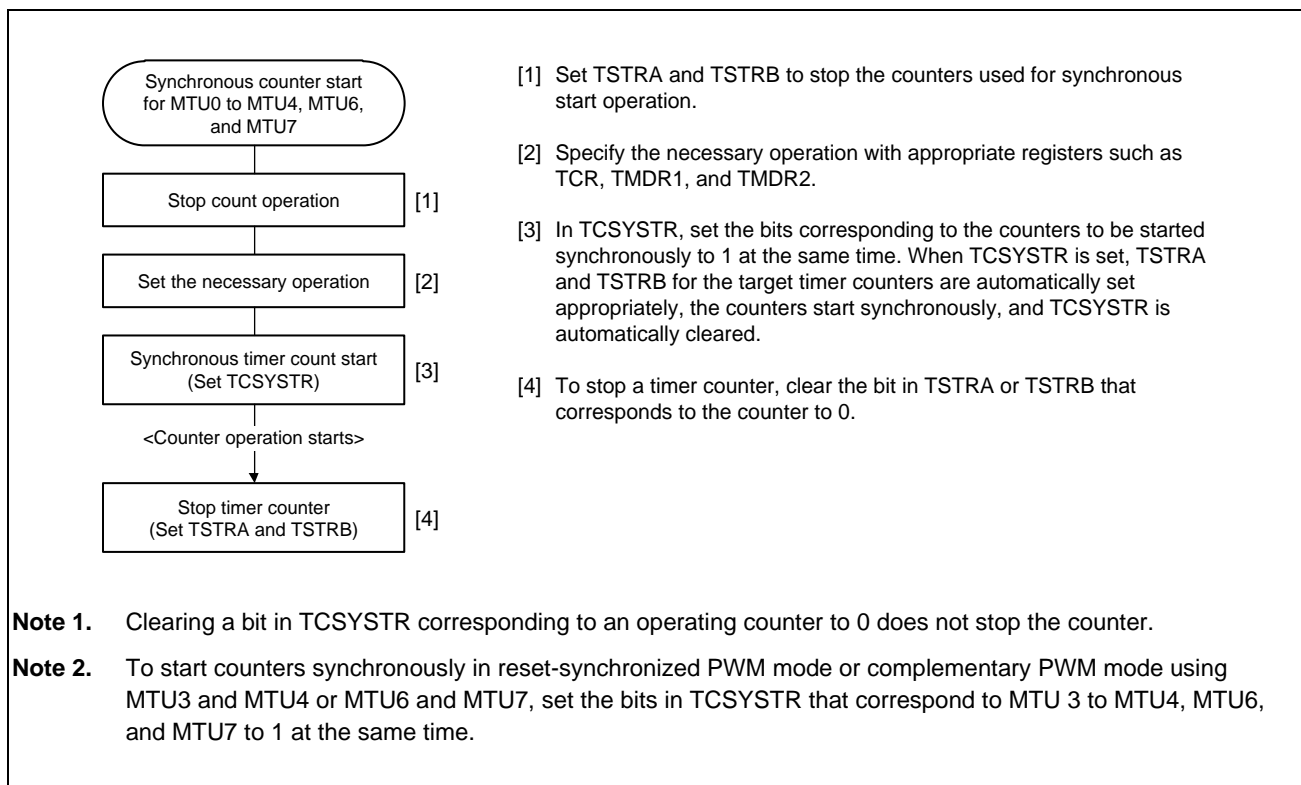 Synchronous counter start
for MTU0 to MTU4, MTU6,
and MTU7
Stop count operation
[1]
Set the necessary operation
[2]
Synchronous timer count start
(Set TCSYSTR)
[3]
<Counter operation starts>
Stop timer counter
(Set TSTRA and TSTRB)
[4]
[1] Set TSTRA and TSTRB to stop the counters used for synchronous
start operation.
[2] Specify the necessary operation with appropriate registers such as
TCR, TMDR1, and TMDR2.
[3] In TCSYSTR, set the bits corresponding to the counters to be started
synchronously to 1 at the same time. When TCSYSTR is set, TSTRA
and TSTRB for the target timer counters are automatically set
appropriately, the counters start synchronously, and TCSYSTR is
automatically cleared.
[4] To stop a timer counter, clear the bit in TSTRA or TSTRB that
corresponds to the counter to 0.
Note 1. Clearing a bit in TCSYSTR corresponding to an operating counter to 0 does not stop the counter.
Note 2. To start counters synchronously in reset-synchronized PWM mode or complementary PWM mode using
MTU3 and MTU4 or MTU6 and MTU7, set the bits in TCSYSTR that correspond to MTU 3 to MTU4, MTU6,
and MTU7 to 1 at the same time.